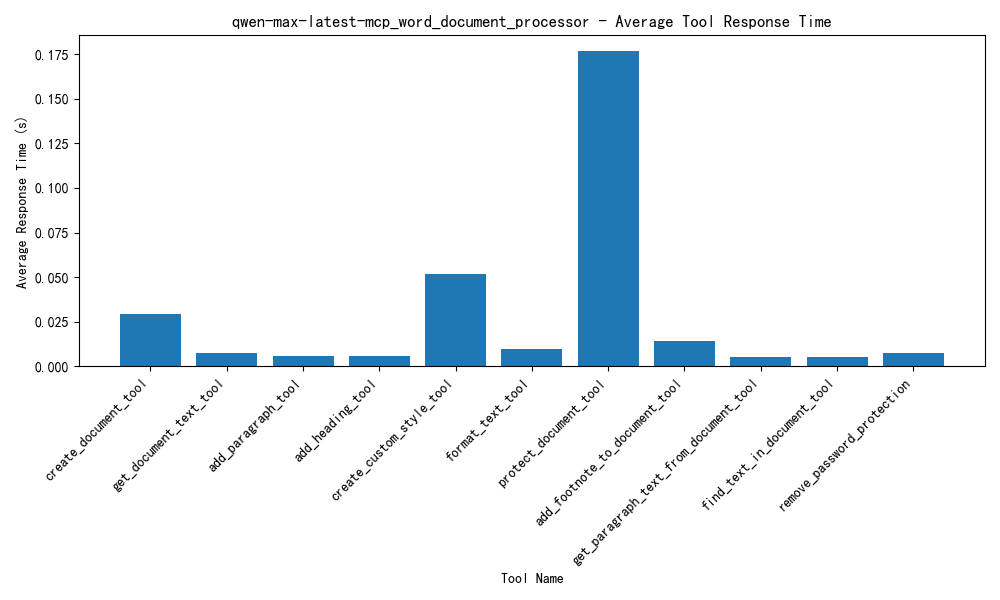 qwen-max-latest-mcp_word_document_processor - Average Tool Response Time
Average Response Time (s)
0.175
0.150
0.125
0.100
0.075
0.050
0.025
0.000
create_document_tool
get_document_text_tool
add_paragraph_tool
add_heading_tool
create_custom_style_tool
format_text_tool
protect_document_tool
add_footnote_to_document_tool
get_paragraph_text_from_document_tool
find_text_in_document_tool
remove_password_protection
Tool Name